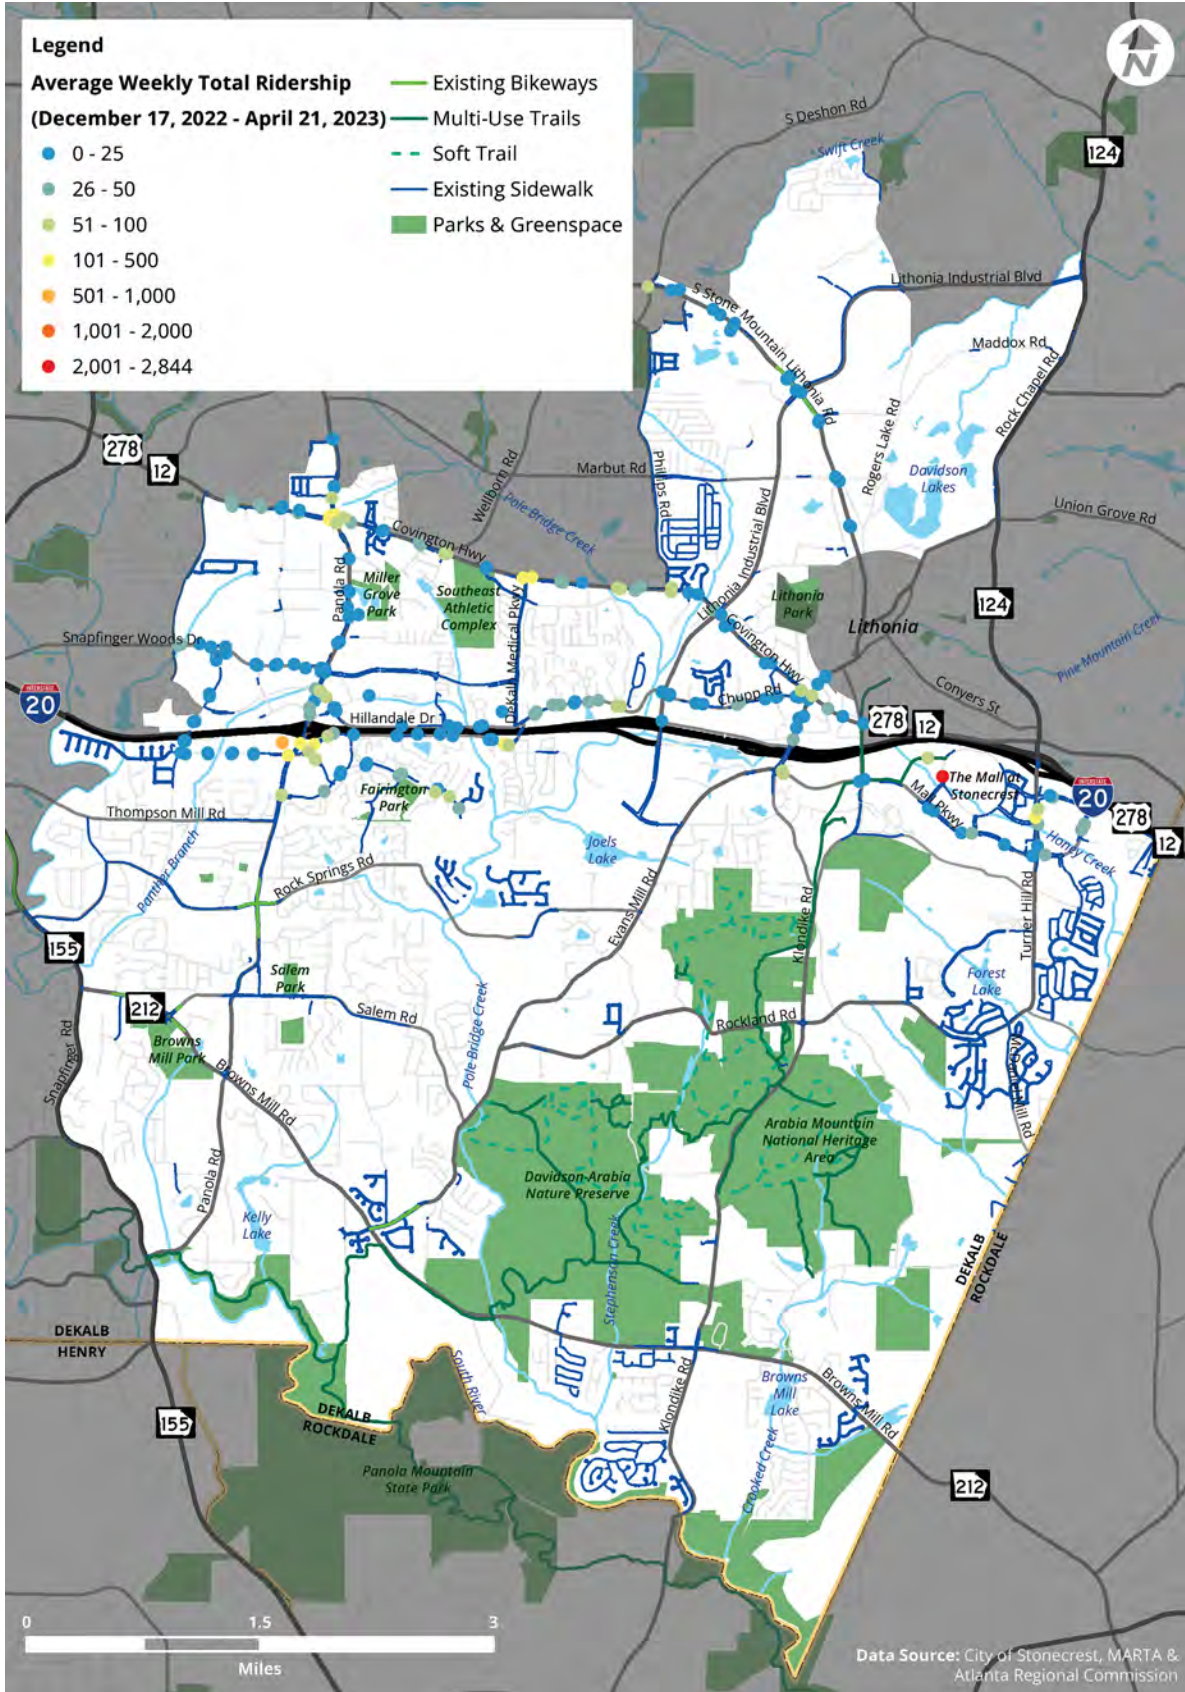 Legend
Average Weekly Total Ridership
(December 17, 2022 - April 21, 2023)
0 - 25
26 - 50
51 - 100
101 - 500
501 - 1,000
1,001 - 2,000
2,001 - 2,844
Existing Bikeways
Multi-Use Trails
Soft Trail
Existing Sidewalk
Parks & Greenspace
N
S Deshon Rd
Swift Creek
124
Lithonia Industrial Blvd
S Stone Mountain Lithonia Rd
Maddox Rd
Rock Chapel Rd
Rogers Lake Rd
278
12
Marbut Rd
Phillips Rd
Wellborn Rd
Pole Bridge Creek
Davidson
Lakes
Union Grove Rd
Covington Hwy
Lithonia Industrial Blvd
Panola Rd
Miller
Grove
Park
Southeast
Athletic
Complex
DeKalb Medical Pkwy
Lithonia
Park
124
Lithonia
Snapfinger Woods Dr
Covington Hwy
Pine Mountain Creek
Chupp Rd
Conyers St
INTERSTATE
20
Hillandale Dr
278
12
The Mall at
Stonecrest
INTERSTATE
20
278
12
Mall Pkwy
Honey Creek
Fairington
Park
Thompson Mill Rd
Joels
Lake
Panther Branch
Rock Springs Rd
Evans Mill Rd
Klondike Rd
Turner Hill Rd
155
Salem
Park
Forest
Lake
212
Salem Rd
Rockland Rd
Browns
Mill Park
Pole Bridge Creek
McDaniel Mill Rd
Snapfinger Rd
Browns Mill Rd
Arabia Mountain
National Heritage
Area
Panola Rd
Davidson-Arabia
Nature Preserve
Kelly
Lake
Stephenson Creek
DEKALB
ROCKDALE
DEKALB
HENRY
South River
Klondike Rd
Browns
Mill
Lake
Browns Mill Rd
155
DEKALB
ROCKDALE
Crooked Creek
Panola Mountain
State Park
212
0
1.5
3
Miles
Data Source: City of Stonecrest, MARTA &
Atlanta Regional Commission